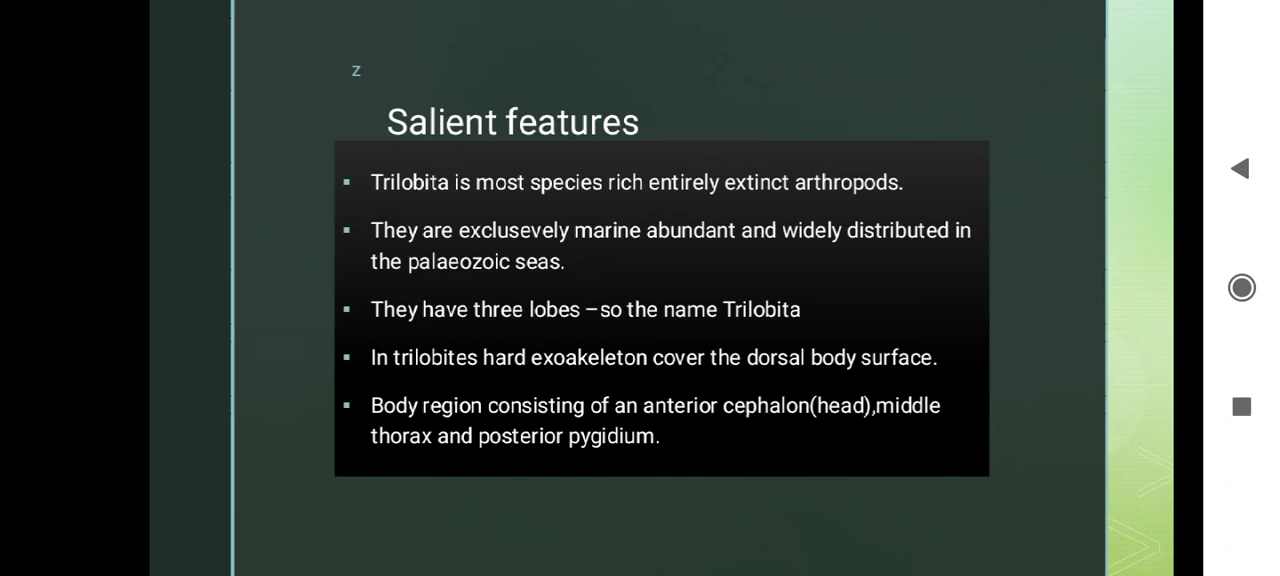 z
Salient features
▪ Trilobita is most species rich entirely extinct arthropods.
▪ They are exclusevely marine abundant and widely distributed in
the palaeozoic seas.
▪ They have three lobes –so the name Trilobita
▪ In trilobites hard exoakeleton cover the dorsal body surface.
▪ Body region consisting of an anterior cephalon(head),middle
thorax and posterior pygidium.